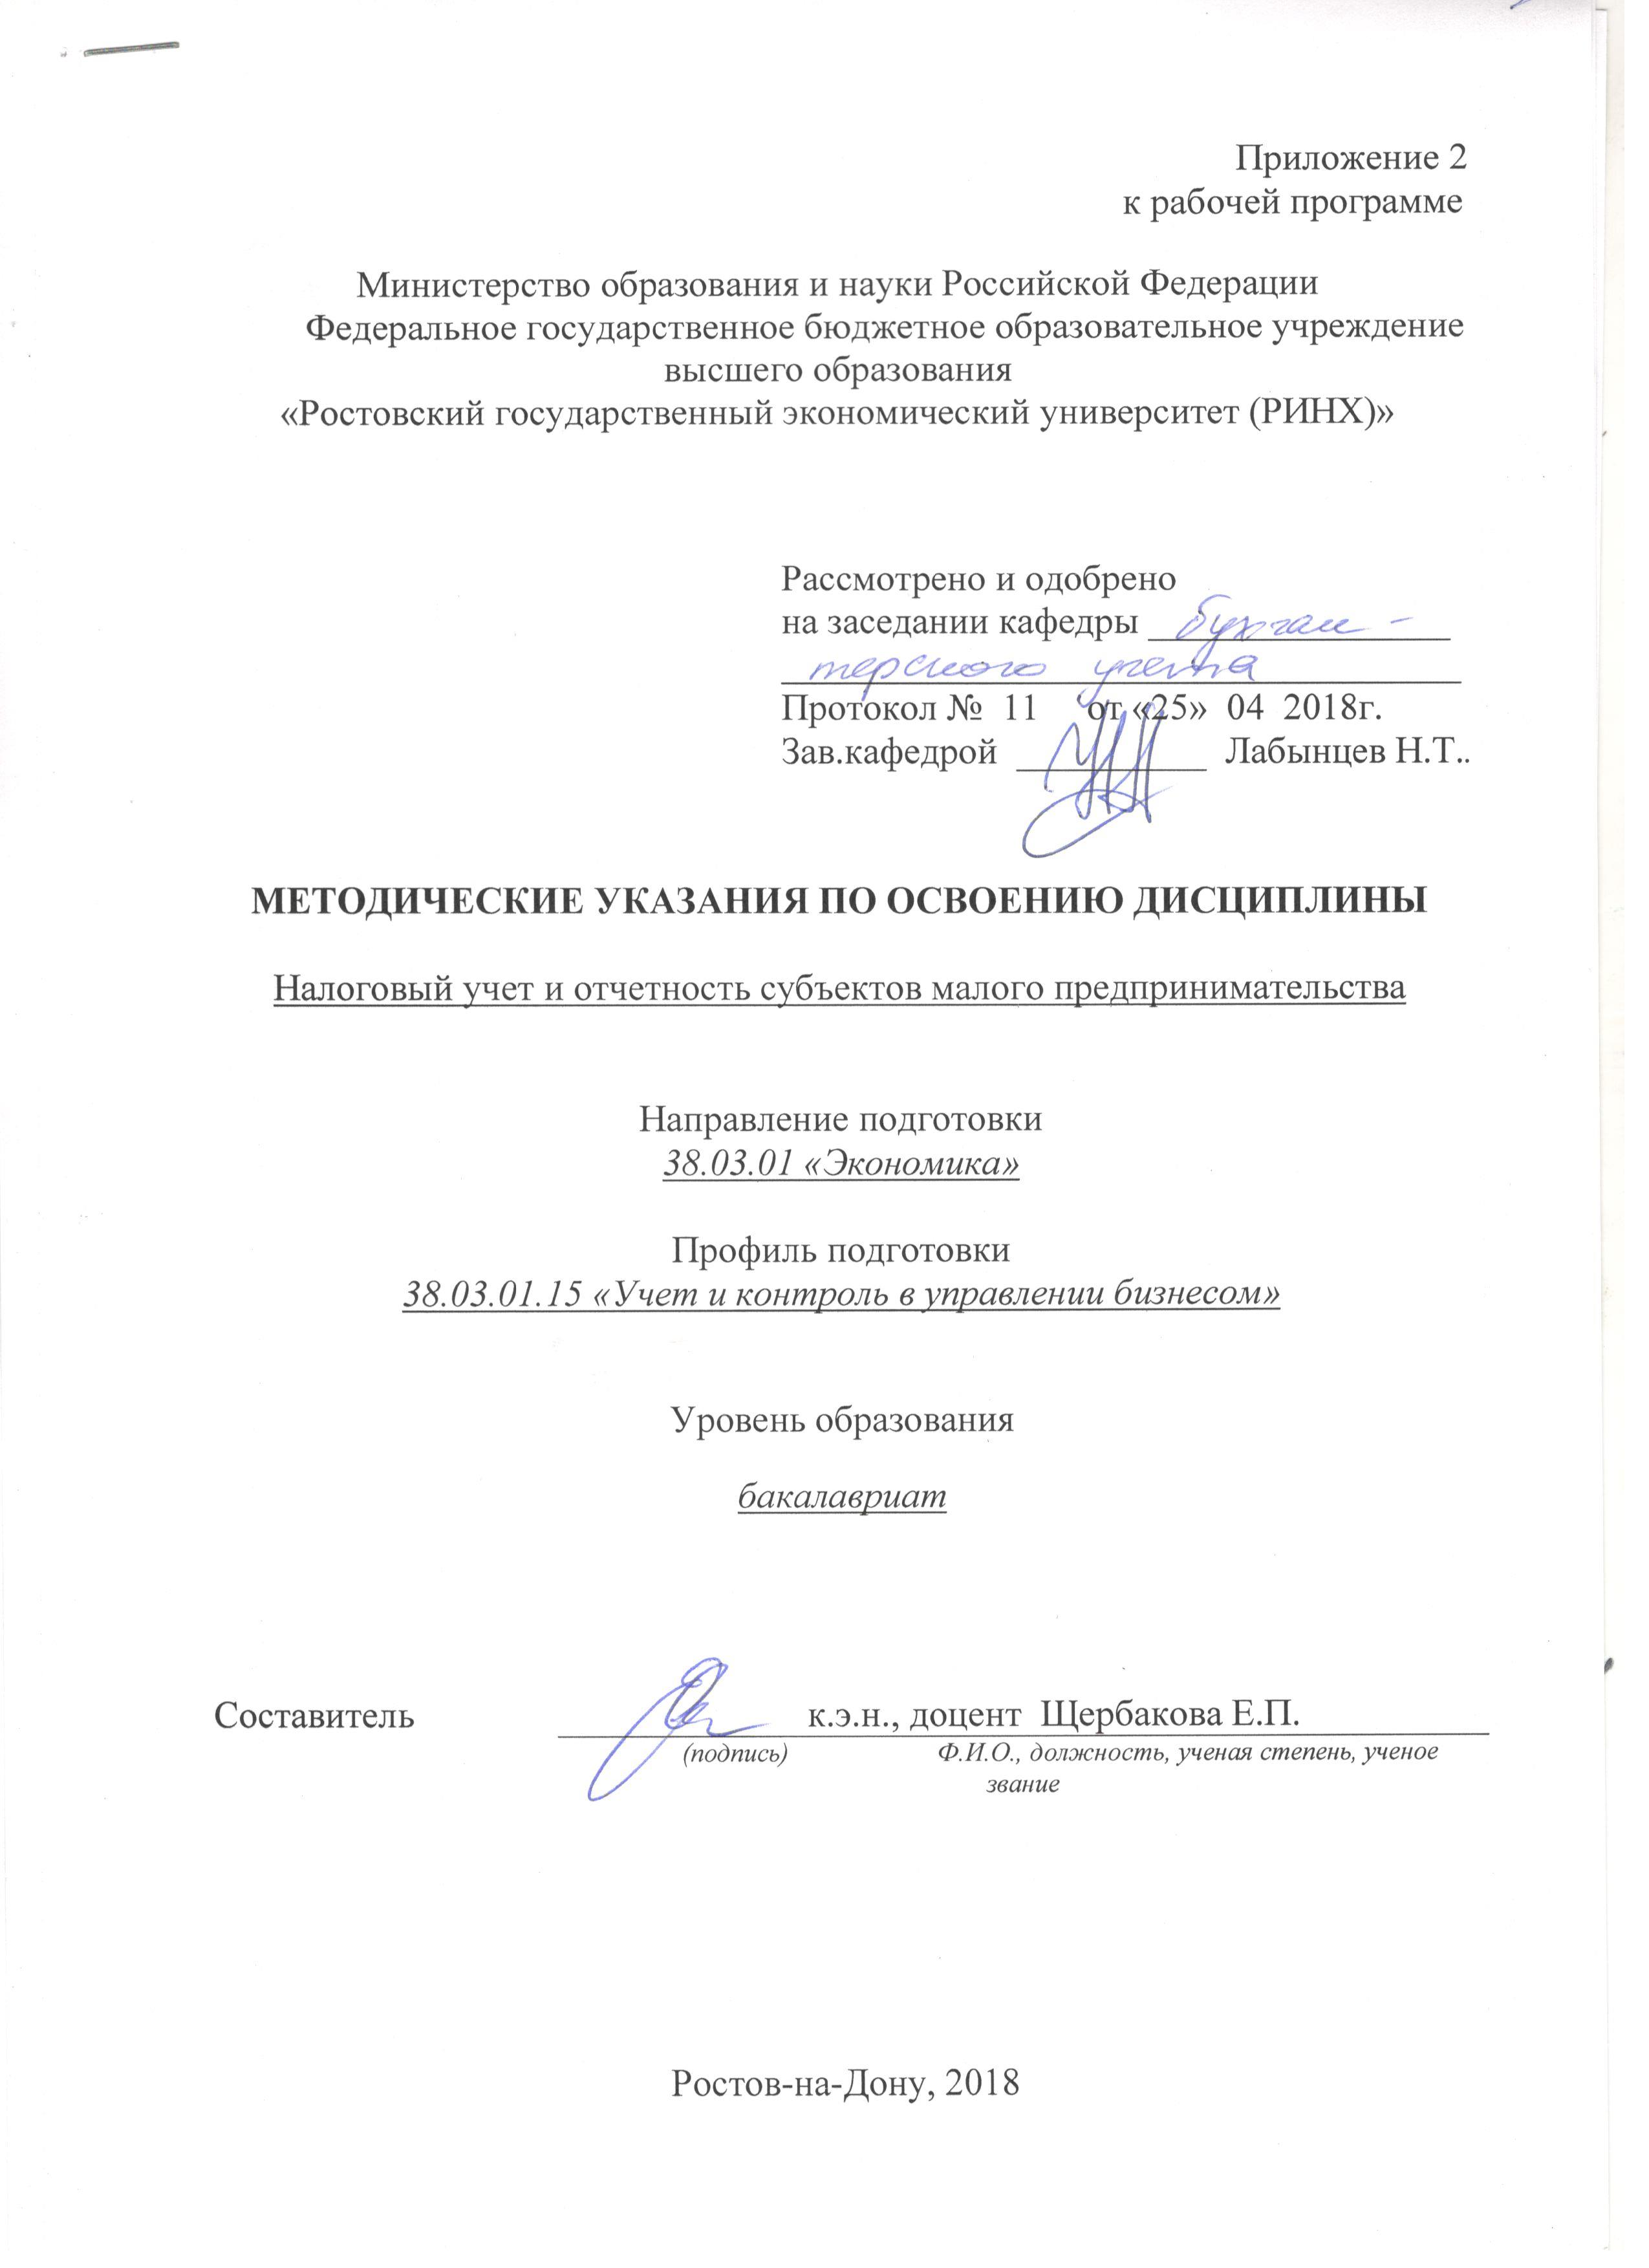 Приложение 2
к рабочей программе
Министерство образования и науки Российской Федерации
Федеральное государственное бюджетное образовательное учреждение
высшего образования
«Ростовский государственный экономический университет (РИНХ)»
Рассмотрено и одобрено
на заседании кафедры бухгал-
терского учета
Протокол № 11 от «25» 04 2018г.
Зав.кафедрой Лабынцев Н.Т..
МЕТОДИЧЕСКИЕ УКАЗАНИЯ ПО ОСВОЕНИЮ ДИСЦИПЛИНЫ
Налоговый учет и отчетность субъектов малого предпринимательства
Направление подготовки
38.03.01 «Экономика»
Профиль подготовки
38.03.01.15 «Учет и контроль в управлении бизнесом»
Уровень образования
бакалавриат
Составитель к.э.н., доцент Щербакова Е.П.
(подпись) Ф.И.О., должность, ученая степень, ученое
звание
Ростов-на-Дону, 2018